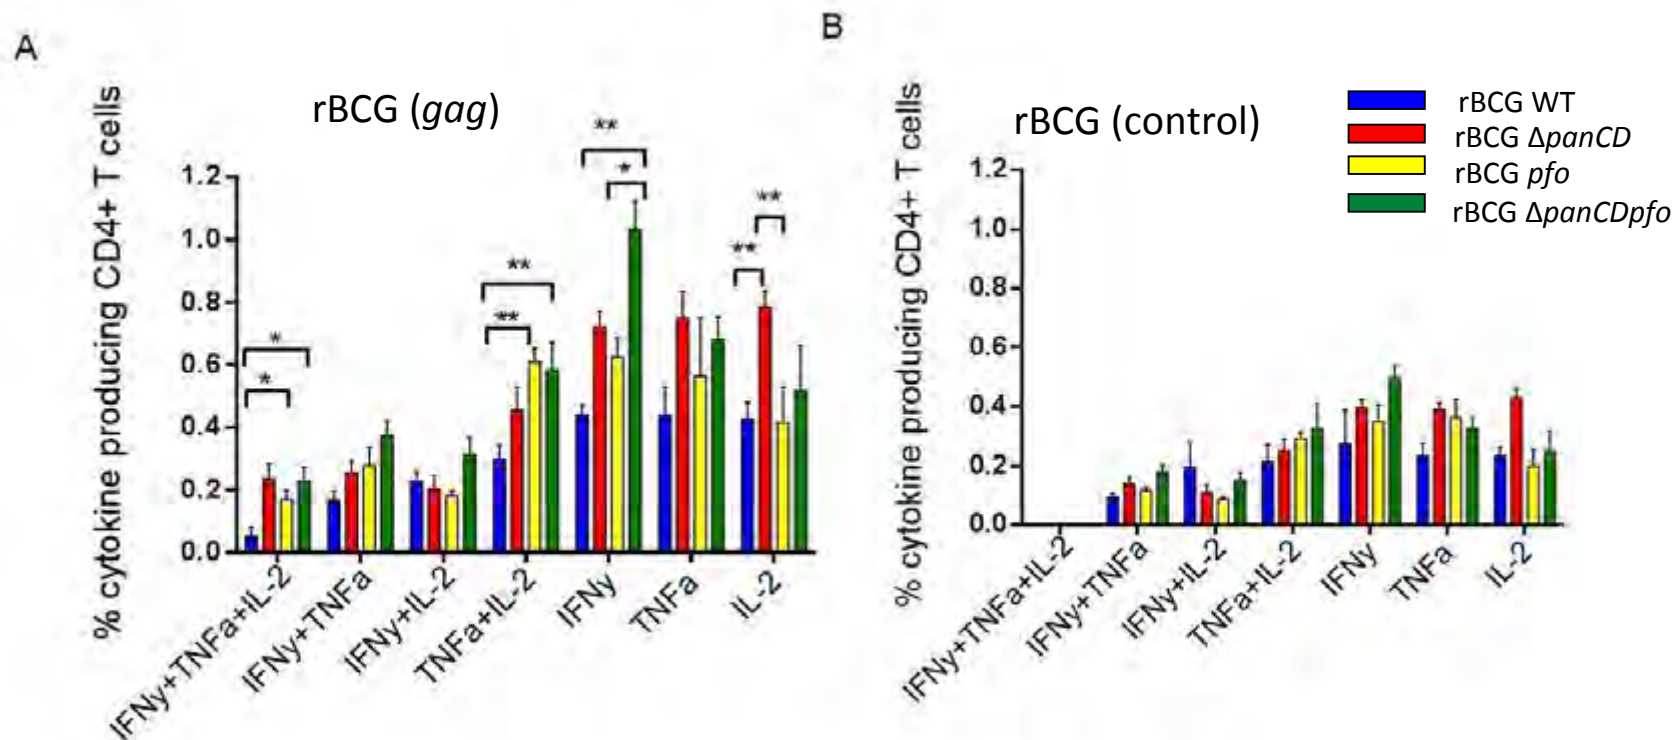 A
B
rBCG (gag)
rBCG (control)
rBCG WT
rBCG ΔpanCD
rBCG pfo
rBCG ΔpanCDpfo
% cytokine producing CD4+ T cells
1.2
1.0
0.8
0.6
0.4
0.2
0.0
*
*
**
**
**
*
**
**
IFNy+TNFa+IL-2
IFNy+TNFa
IFNy+IL-2
TNFa+IL-2
IFNy
TNFa
IL-2
% cytokine producing CD4+ T cells
1.2
1.0
0.8
0.6
0.4
0.2
0.0
IFNy+TNFa+IL-2
IFNy+TNFa
IFNy+IL-2
TNFa+IL-2
IFNy
TNFa
IL-2